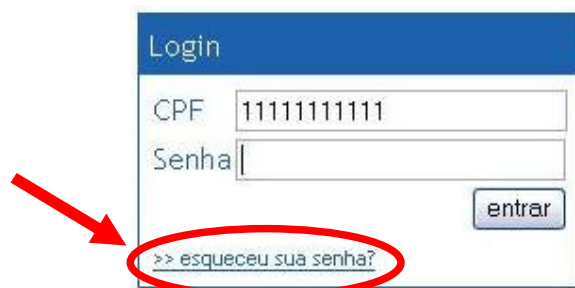 Login
CPF 11111111111
Senha
entrar
>> esqueceu sua senha?